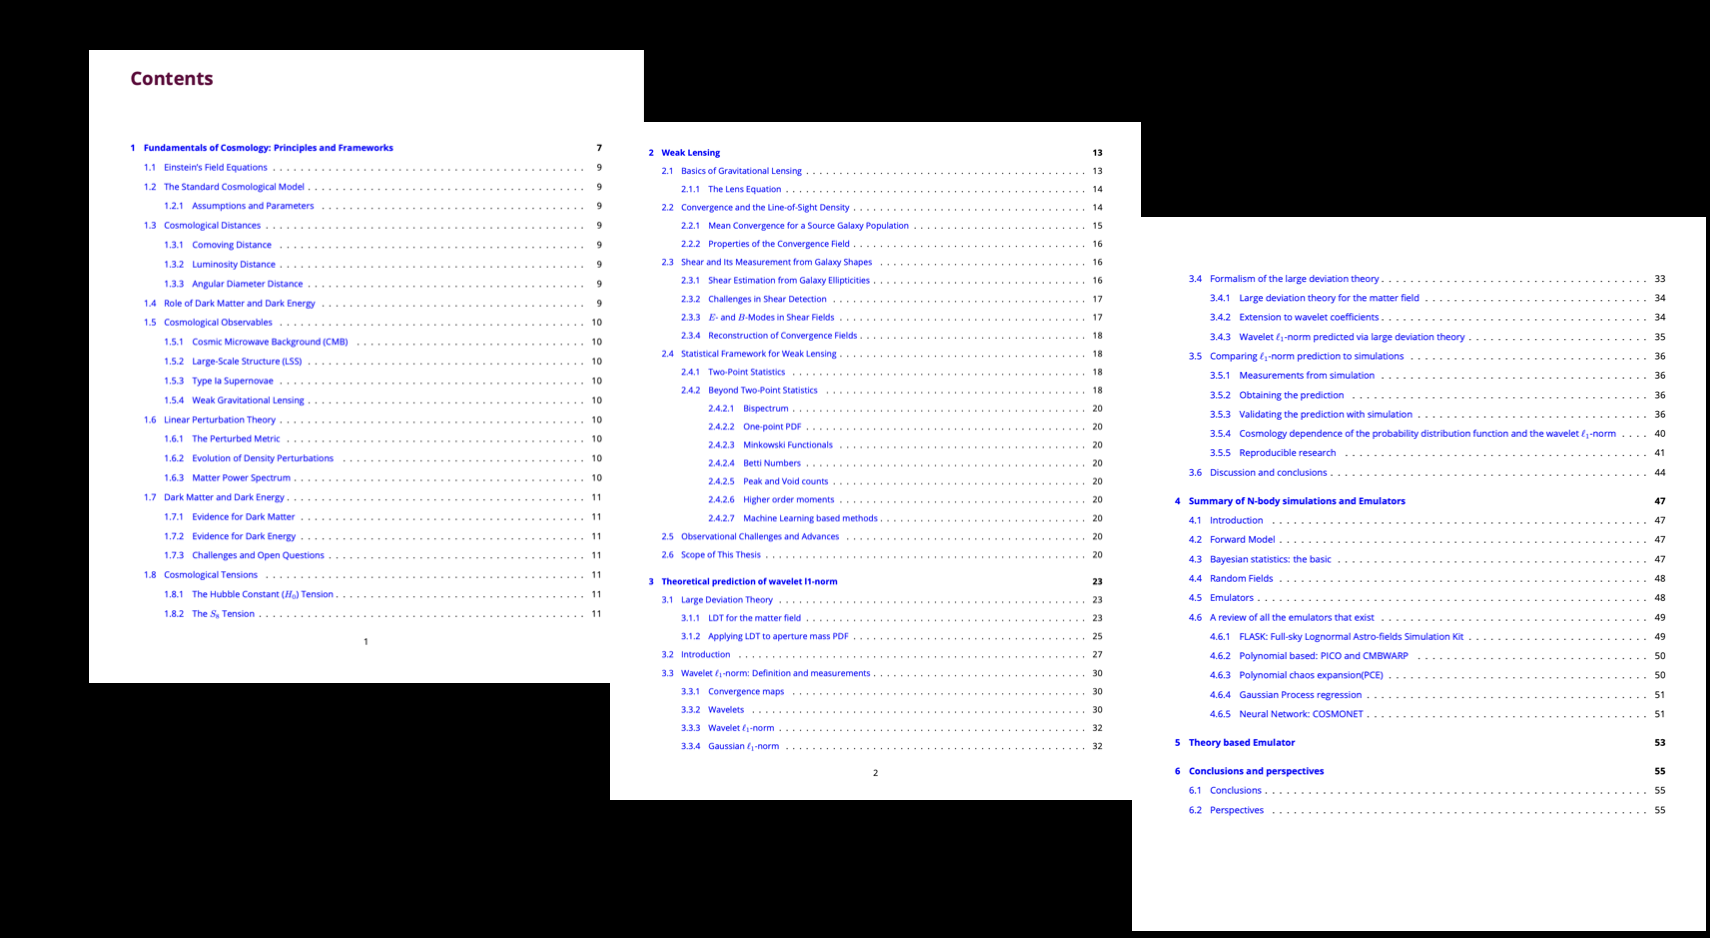 Contents
1 Fundamentals of Cosmology: Principles and Frameworks 7
1.1 Einstein's Field Equations . . . . . . . . . . 9
1.2 The Standard Cosmological Model . . . . . . . . . . 9
1.2.1 Assumptions and Parameters . . . . . . . . . . 9
1.3 Cosmological Distances . . . . . . . . . . 9
1.3.1 Comoving Distance . . . . . . . . . . 9
1.3.2 Luminosity Distance . . . . . . . . . . 9
1.3.3 Angular Diameter Distance . . . . . . . . . . 9
1.4 Role of Dark Matter and Dark Energy . . . . . . . . . . 9
1.5 Cosmological Observables . . . . . . . . . . 10
1.5.1 Cosmic Microwave Background (CMB) . . . . . . . . . . 10
1.5.2 Large-Scale Structure (LSS) . . . . . . . . . . 10
1.5.3 Type Ia Supernovae . . . . . . . . . . 10
1.5.4 Weak Gravitational Lensing . . . . . . . . . . 10
1.6 Linear Perturbation Theory . . . . . . . . . . 10
1.6.1 The Perturbed Metric . . . . . . . . . . 10
1.6.2 Evolution of Density Perturbations . . . . . . . . . . 10
1.6.3 Matter Power Spectrum . . . . . . . . . . 10
1.7 Dark Matter and Dark Energy . . . . . . . . . . 11
1.7.1 Evidence for Dark Matter . . . . . . . . . . 11
1.7.2 Evidence for Dark Energy . . . . . . . . . . 11
1.7.3 Challenges and Open Questions . . . . . . . . . . 11
1.8 Cosmological Tensions . . . . . . . . . . 11
1.8.1 The Hubble Constant (H₀) Tension . . . . . . . . . . 11
1.8.2 The S₈ Tension . . . . . . . . . . 11
1
2 Weak Lensing 13
2.1 Basics of Gravitational Lensing . . . . . . . . . . 13
2.1.1 The Lens Equation . . . . . . . . . . 14
2.2 Convergence and the Line-of-Sight Density . . . . . . . . . . 14
2.2.1 Mean Convergence for a Source Galaxy Population . . . . . . . . . . 15
2.2.2 Properties of the Convergence Field . . . . . . . . . . 16
2.3 Shear and Its Measurement from Galaxy Shapes . . . . . . . . . . 16
2.3.1 Shear Estimation from Galaxy Ellipticities . . . . . . . . . . 16
2.3.2 Challenges in Shear Detection . . . . . . . . . . 17
2.3.3 E- and B-Modes in Shear Fields . . . . . . . . . . 17
2.3.4 Reconstruction of Convergence Fields . . . . . . . . . . 18
2.4 Statistical Framework for Weak Lensing . . . . . . . . . . 18
2.4.1 Two-Point Statistics . . . . . . . . . . 18
2.4.2 Beyond Two-Point Statistics . . . . . . . . . . 18
2.4.2.1 Bispectrum . . . . . . . . . . 20
2.4.2.2 One-point PDF . . . . . . . . . . 20
2.4.2.3 Minkowski Functionals . . . . . . . . . . 20
2.4.2.4 Betti Numbers . . . . . . . . . . 20
2.4.2.5 Peak and Void counts . . . . . . . . . . 20
2.4.2.6 Higher order moments . . . . . . . . . . 20
2.4.2.7 Machine Learning based methods . . . . . . . . . . 20
2.5 Observational Challenges and Advances . . . . . . . . . . 20
2.6 Scope of This Thesis . . . . . . . . . . 20
3 Theoretical prediction of wavelet l1-norm 23
3.1 Large Deviation Theory . . . . . . . . . . 23
3.1.1 LDT for the matter field . . . . . . . . . . 23
3.1.2 Applying LDT to aperture mass PDF . . . . . . . . . . 25
3.2 Introduction . . . . . . . . . . 27
3.3 Wavelet ℓ₁-norm: Definition and measurements . . . . . . . . . . 30
3.3.1 Convergence maps . . . . . . . . . . 30
3.3.2 Wavelets . . . . . . . . . . 30
3.3.3 Wavelet ℓ₁-norm . . . . . . . . . . 32
3.3.4 Gaussian ℓ₁-norm . . . . . . . . . . 32
2
3.4 Formalism of the large deviation theory . . . . . . . . . . 33
3.4.1 Large deviation theory for the matter field . . . . . . . . . . 34
3.4.2 Extension to wavelet coefficients . . . . . . . . . . 34
3.4.3 Wavelet ℓ₁-norm predicted via large deviation theory . . . . . . . . . . 35
3.5 Comparing ℓ₁-norm prediction to simulations . . . . . . . . . . 36
3.5.1 Measurements from simulation . . . . . . . . . . 36
3.5.2 Obtaining the prediction . . . . . . . . . . 36
3.5.3 Validating the prediction with simulation . . . . . . . . . . 36
3.5.4 Cosmology dependence of the probability distribution function and the wavelet ℓ₁-norm . . . . 40
3.5.5 Reproducible research . . . . . . . . . . 41
3.6 Discussion and conclusions . . . . . . . . . . 44
4 Summary of N-body simulations and Emulators 47
4.1 Introduction . . . . . . . . . . 47
4.2 Forward Model . . . . . . . . . . 47
4.3 Bayesian statistics: the basic . . . . . . . . . . 47
4.4 Random Fields . . . . . . . . . . 48
4.5 Emulators . . . . . . . . . . 48
4.6 A review of all the emulators that exist . . . . . . . . . . 49
4.6.1 FLASK: Full-sky Lognormal Astro-fields Simulation Kit . . . . . . . . . . 49
4.6.2 Polynomial based: PICO and CMBWARP . . . . . . . . . . 50
4.6.3 Polynomial chaos expansion(PCE) . . . . . . . . . . 50
4.6.4 Gaussian Process regression . . . . . . . . . . 51
4.6.5 Neural Network: COSMONET . . . . . . . . . . 51
5 Theory based Emulator 53
6 Conclusions and perspectives 55
6.1 Conclusions . . . . . . . . . . 55
6.2 Perspectives . . . . . . . . . . 55